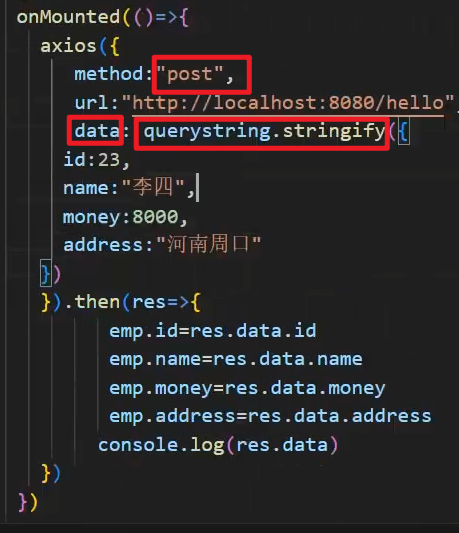 onMounted(()=>{
axios({
method:"post",
url:"http://localhost:8080/hello",
data: querystring.stringify({
id:23,
name:"李四",
money:8000,
address:"河南周口"
})
}).then(res=>{
emp.id=res.data.id
emp.name=res.data.name
emp.money=res.data.money
emp.address=res.data.address
console.log(res.data)
})
})